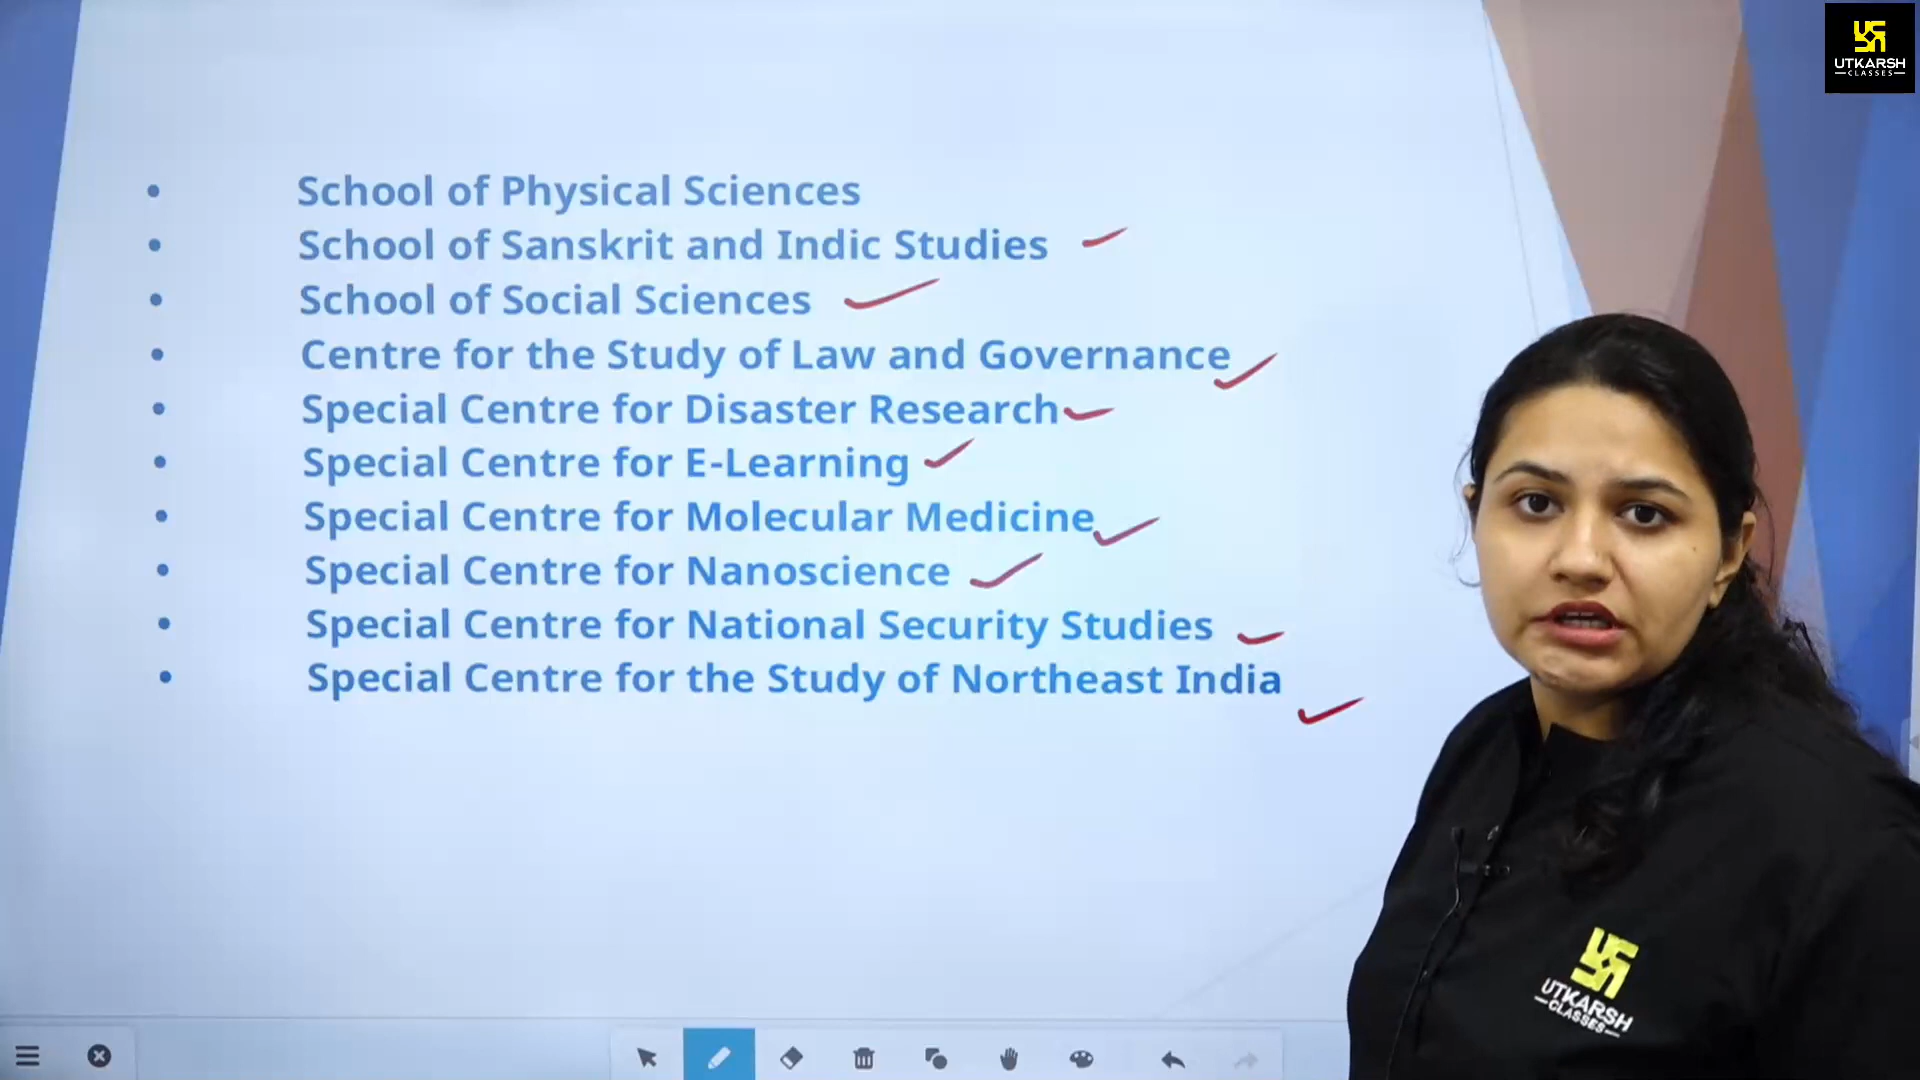 UTKARSH
CLASSES
• School of Physical Sciences
• School of Sanskrit and Indic Studies
• School of Social Sciences
• Centre for the Study of Law and Governance
• Special Centre for Disaster Research
• Special Centre for E-Learning
• Special Centre for Molecular Medicine
• Special Centre for Nanoscience
• Special Centre for National Security Studies
• Special Centre for the Study of Northeast India
UTKARSH
CLASSES